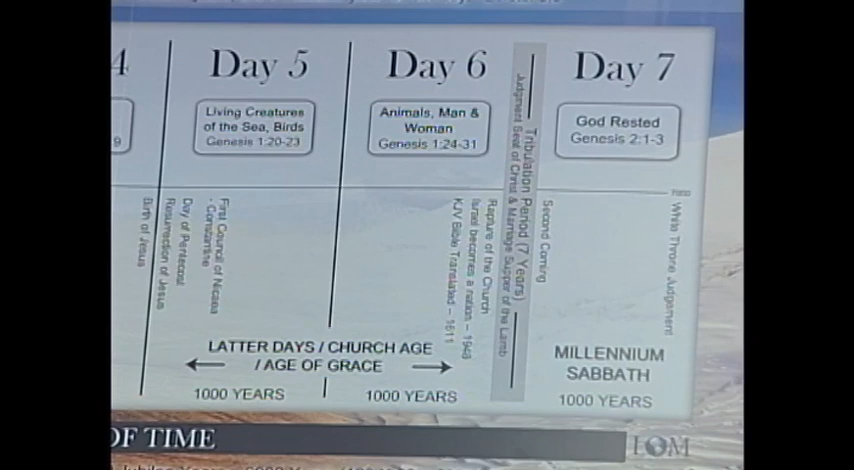 4
Day 5
Day 6
Day 7
Living Creatures
of the Sea, Birds
Genesis 1:20-23
Animals, Man &
Woman
Genesis 1:24-31
God Rested
Genesis 2:1-3
9
Birth of Jesus
Resurrection of Jesus
Day of Pentecost
First Council of Nicaea
- Constantine
KJV Bible Translated – 1611
Israel becomes a nation – 1948
Rapture of the Church
Judgment Seat of Christ & Marriage Supper of the Lamb
Tribulation Period (7 Years)
Second Coming
7000
White Throne Judgement
LATTER DAYS / CHURCH AGE
/ AGE OF GRACE
1000 YEARS
1000 YEARS
MILLENNIUM
SABBATH
1000 YEARS
OF TIME